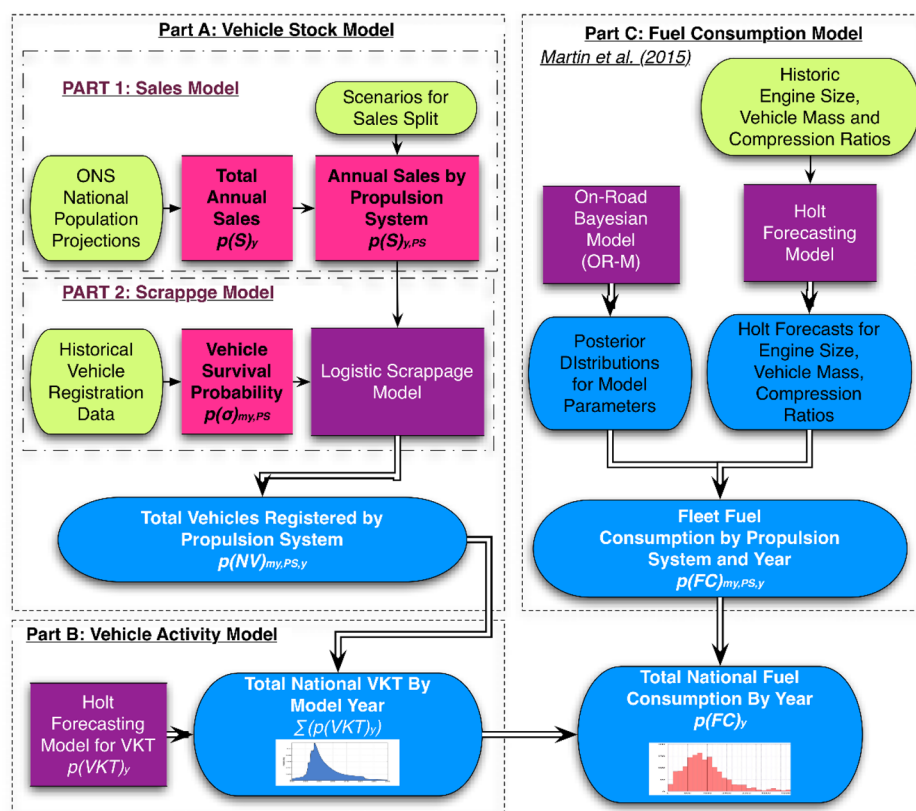 Part A: Vehicle Stock Model
PART 1: Sales Model
Scenarios for
Sales Split
ONS
National
Population
Projections
Total
Annual
Sales
p(S)y
Annual Sales by
Propulsion
System
p(S)y,PS
PART 2: Scrappge Model
Historical
Vehicle
Registration
Data
Vehicle
Survival
Probability
p(σ)my,PS
Logistic Scrappage
Model
Total Vehicles Registered by
Propulsion System
p(NV)my,PS,y
Part B: Vehicle Activity Model
Holt
Forecasting
Model for VKT
p(VKT)y
Total National VKT By
Model Year
∑(p(VKT)y)
Part C: Fuel Consumption Model
Martin et al. (2015)
Historic
Engine Size,
Vehicle Mass and
Compression Ratios
On-Road
Bayesian
Model
(OR-M)
Holt
Forecasting
Model
Posterior
DIstributions
for Model
Parameters
Holt Forecasts for
Engine Size,
Vehicle Mass,
Compression
Ratios
Fleet Fuel
Consumption by Propulsion
System and Year
p(FC)my,PS,y
Total National Fuel
Consumption By Year
p(FC)y